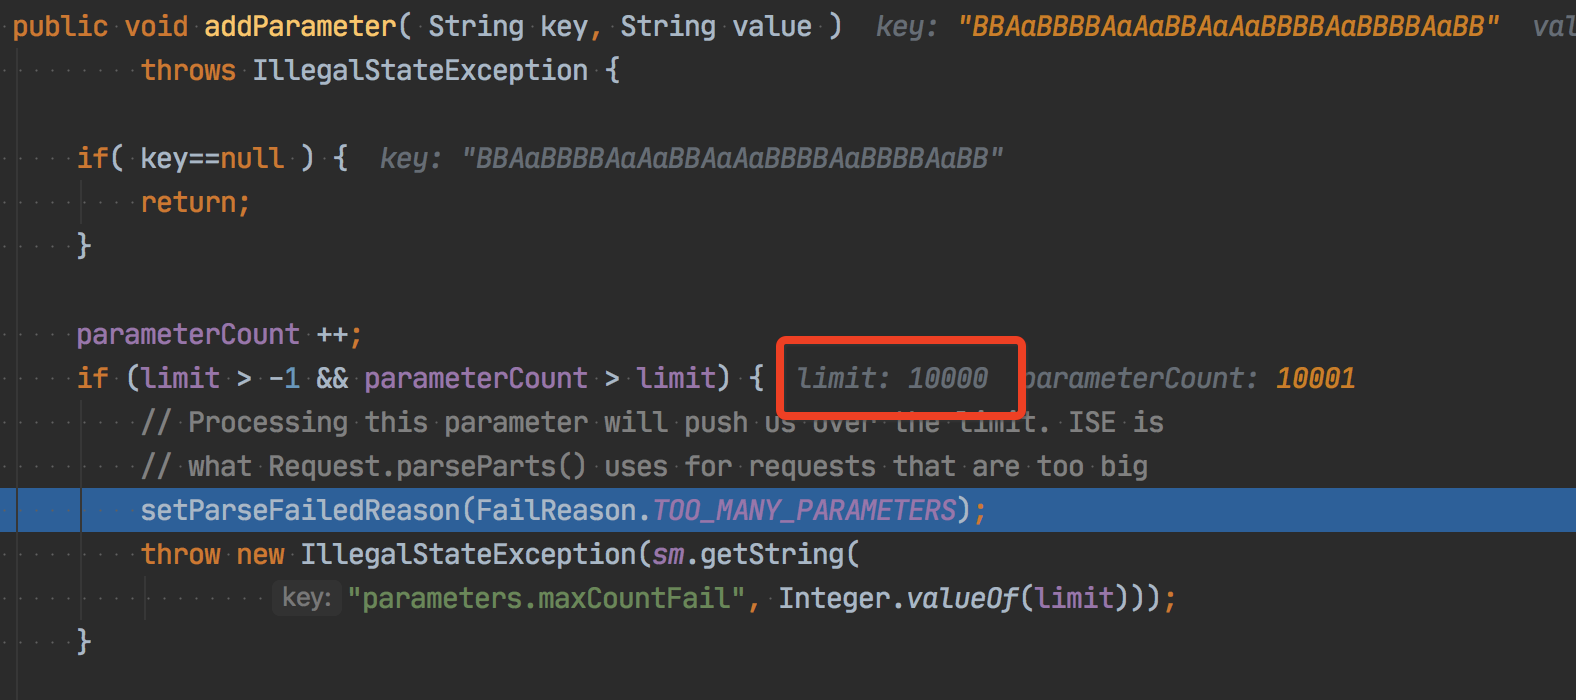 public void addParameter( String key, String value ) key: "BBAaBBBBAaAaBBAaAaBBBBAaBBBBAaBB" val
throws IllegalStateException {
if( key==null ) { key: "BBAaBBBBAaAaBBAaAaBBBBAaBBBBAaBB"
return;
}
parameterCount ++;
if (limit > -1 && parameterCount > limit) { limit: 10000 parameterCount: 10001
// Processing this parameter will push us over the limit. ISE is
// what Request.parseParts() uses for requests that are too big
setParseFailedReason(FailReason.TOO_MANY_PARAMETERS);
throw new IllegalStateException(sm.getString(
key: "parameters.maxCountFail", Integer.valueOf(limit)));
}